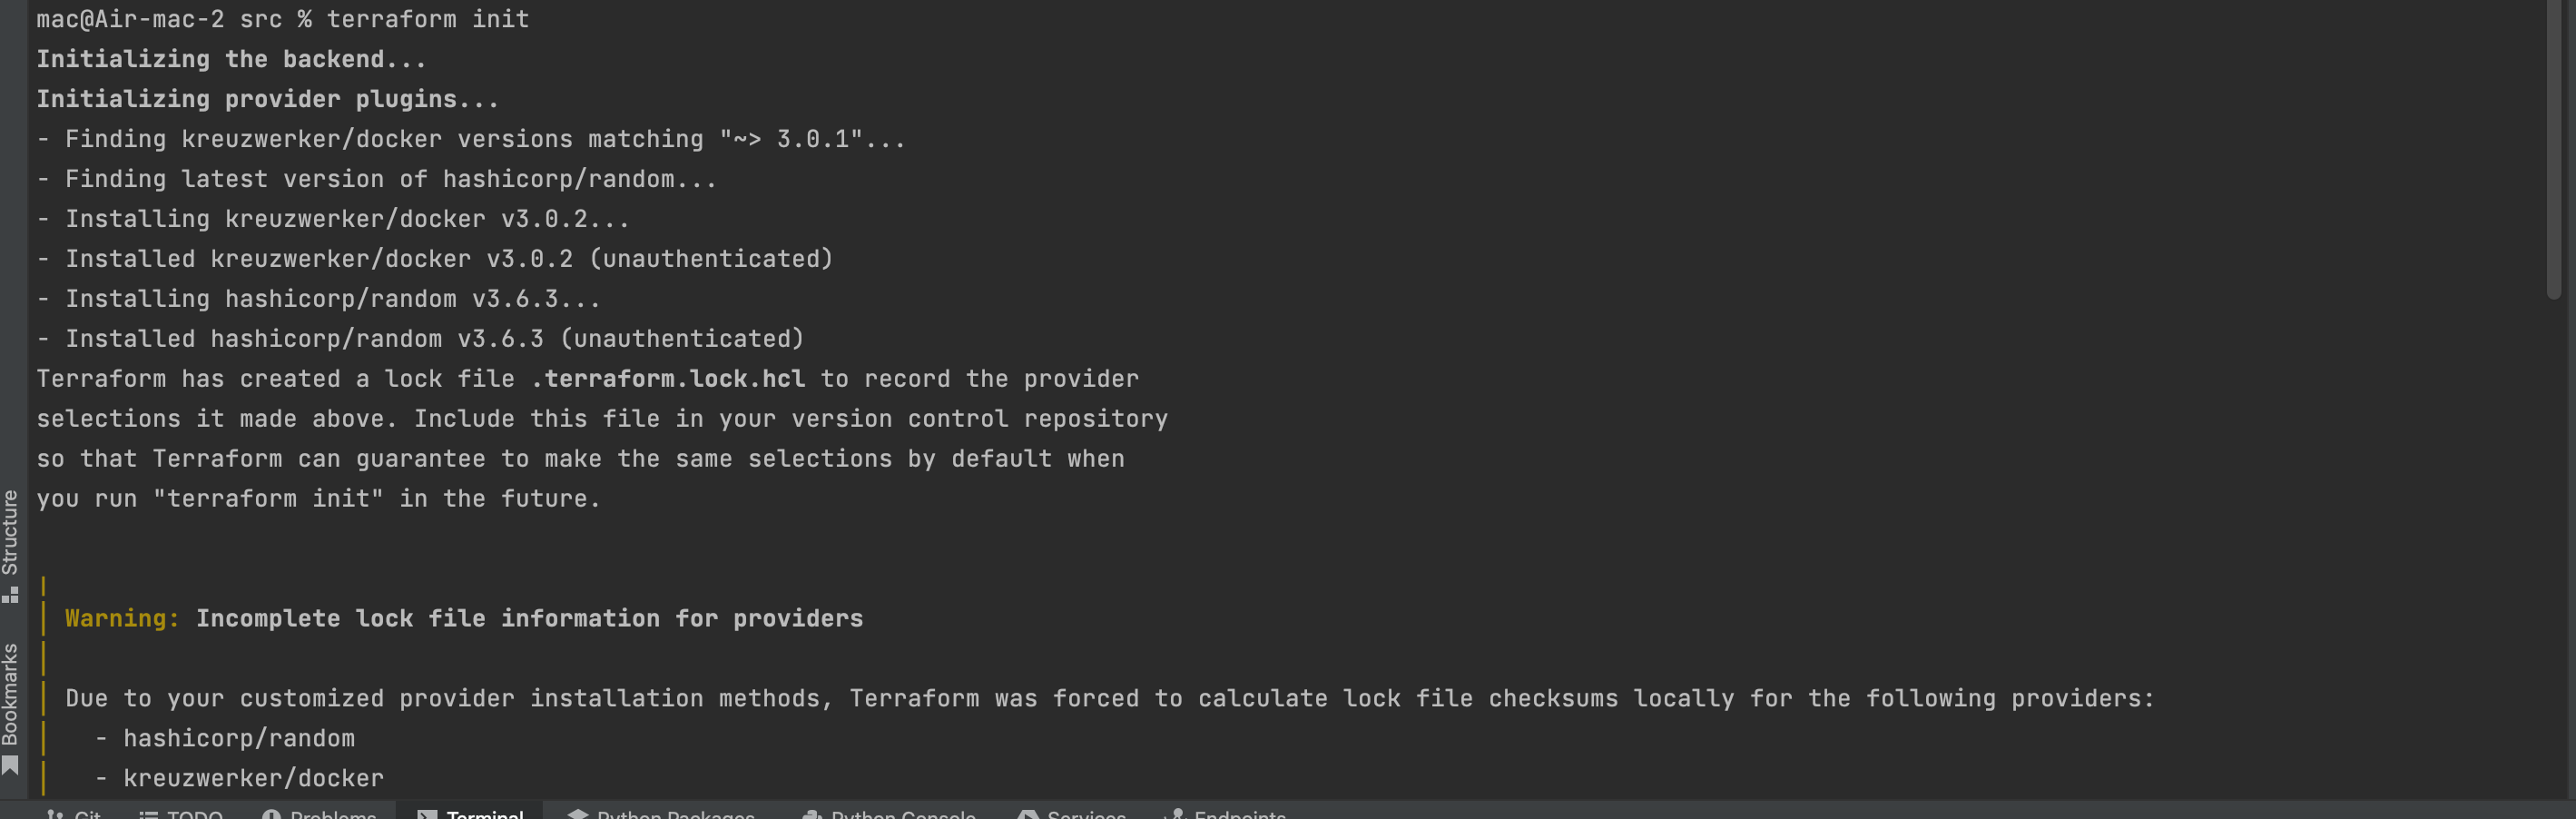 mac@Air-mac-2 src % terraform init
Initializing the backend...
Initializing provider plugins...
- Finding kreuzwerker/docker versions matching "~> 3.0.1"...
- Finding latest version of hashicorp/random...
- Installing kreuzwerker/docker v3.0.2...
- Installed kreuzwerker/docker v3.0.2 (unauthenticated)
- Installing hashicorp/random v3.6.3...
- Installed hashicorp/random v3.6.3 (unauthenticated)
Terraform has created a lock file .terraform.lock.hcl to record the provider
selections it made above. Include this file in your version control repository
so that Terraform can guarantee to make the same selections by default when
you run "terraform init" in the future.
Warning: Incomplete lock file information for providers
Due to your customized provider installation methods, Terraform was forced to calculate lock file checksums locally for the following providers:
- hashicorp/random
- kreuzwerker/docker
Structure
Bookmarks
Git TODO Problems Terminal Python Packages Python Console Services Endpoints